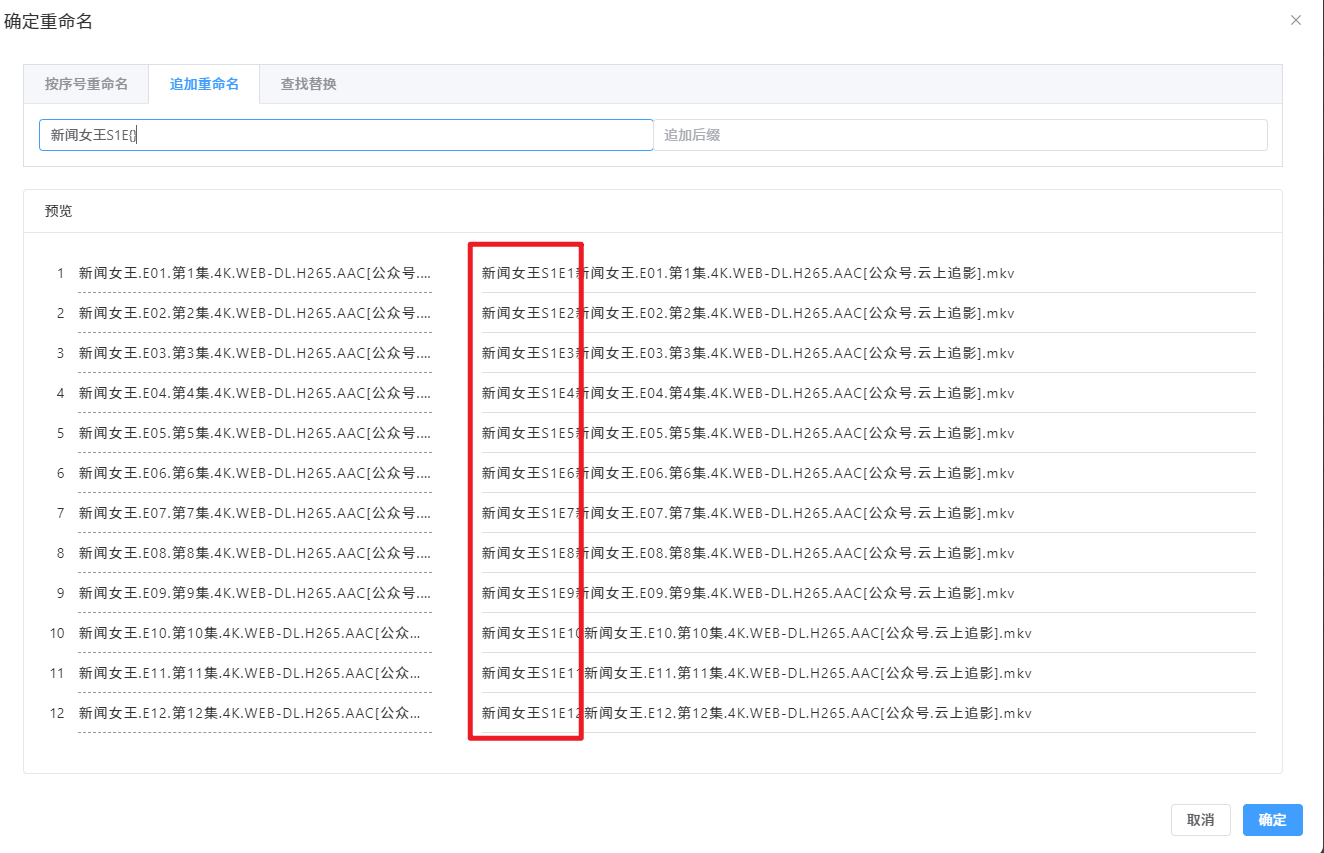 确定重命名
按序号重命名 追加重命名 查找替换
新闻女王S1E{} 追加后缀
预览
1 新闻女王.E01.第1集.4K.WEB-DL.H265.AAC[公众号.... 新闻女王S1E1新闻女王.E01.第1集.4K.WEB-DL.H265.AAC[公众号.云上追影].mkv
2 新闻女王.E02.第2集.4K.WEB-DL.H265.AAC[公众号.... 新闻女王S1E2新闻女王.E02.第2集.4K.WEB-DL.H265.AAC[公众号.云上追影].mkv
3 新闻女王.E03.第3集.4K.WEB-DL.H265.AAC[公众号.... 新闻女王S1E3新闻女王.E03.第3集.4K.WEB-DL.H265.AAC[公众号.云上追影].mkv
4 新闻女王.E04.第4集.4K.WEB-DL.H265.AAC[公众号.... 新闻女王S1E4新闻女王.E04.第4集.4K.WEB-DL.H265.AAC[公众号.云上追影].mkv
5 新闻女王.E05.第5集.4K.WEB-DL.H265.AAC[公众号.... 新闻女王S1E5新闻女王.E05.第5集.4K.WEB-DL.H265.AAC[公众号.云上追影].mkv
6 新闻女王.E06.第6集.4K.WEB-DL.H265.AAC[公众号.... 新闻女王S1E6新闻女王.E06.第6集.4K.WEB-DL.H265.AAC[公众号.云上追影].mkv
7 新闻女王.E07.第7集.4K.WEB-DL.H265.AAC[公众号.... 新闻女王S1E7新闻女王.E07.第7集.4K.WEB-DL.H265.AAC[公众号.云上追影].mkv
8 新闻女王.E08.第8集.4K.WEB-DL.H265.AAC[公众号.... 新闻女王S1E8新闻女王.E08.第8集.4K.WEB-DL.H265.AAC[公众号.云上追影].mkv
9 新闻女王.E09.第9集.4K.WEB-DL.H265.AAC[公众号.... 新闻女王S1E9新闻女王.E09.第9集.4K.WEB-DL.H265.AAC[公众号.云上追影].mkv
10 新闻女王.E10.第10集.4K.WEB-DL.H265.AAC[公众... 新闻女王S1E10新闻女王.E10.第10集.4K.WEB-DL.H265.AAC[公众号.云上追影].mkv
11 新闻女王.E11.第11集.4K.WEB-DL.H265.AAC[公众... 新闻女王S1E11新闻女王.E11.第11集.4K.WEB-DL.H265.AAC[公众号.云上追影].mkv
12 新闻女王.E12.第12集.4K.WEB-DL.H265.AAC[公众... 新闻女王S1E12新闻女王.E12.第12集.4K.WEB-DL.H265.AAC[公众号.云上追影].mkv
取消 确定